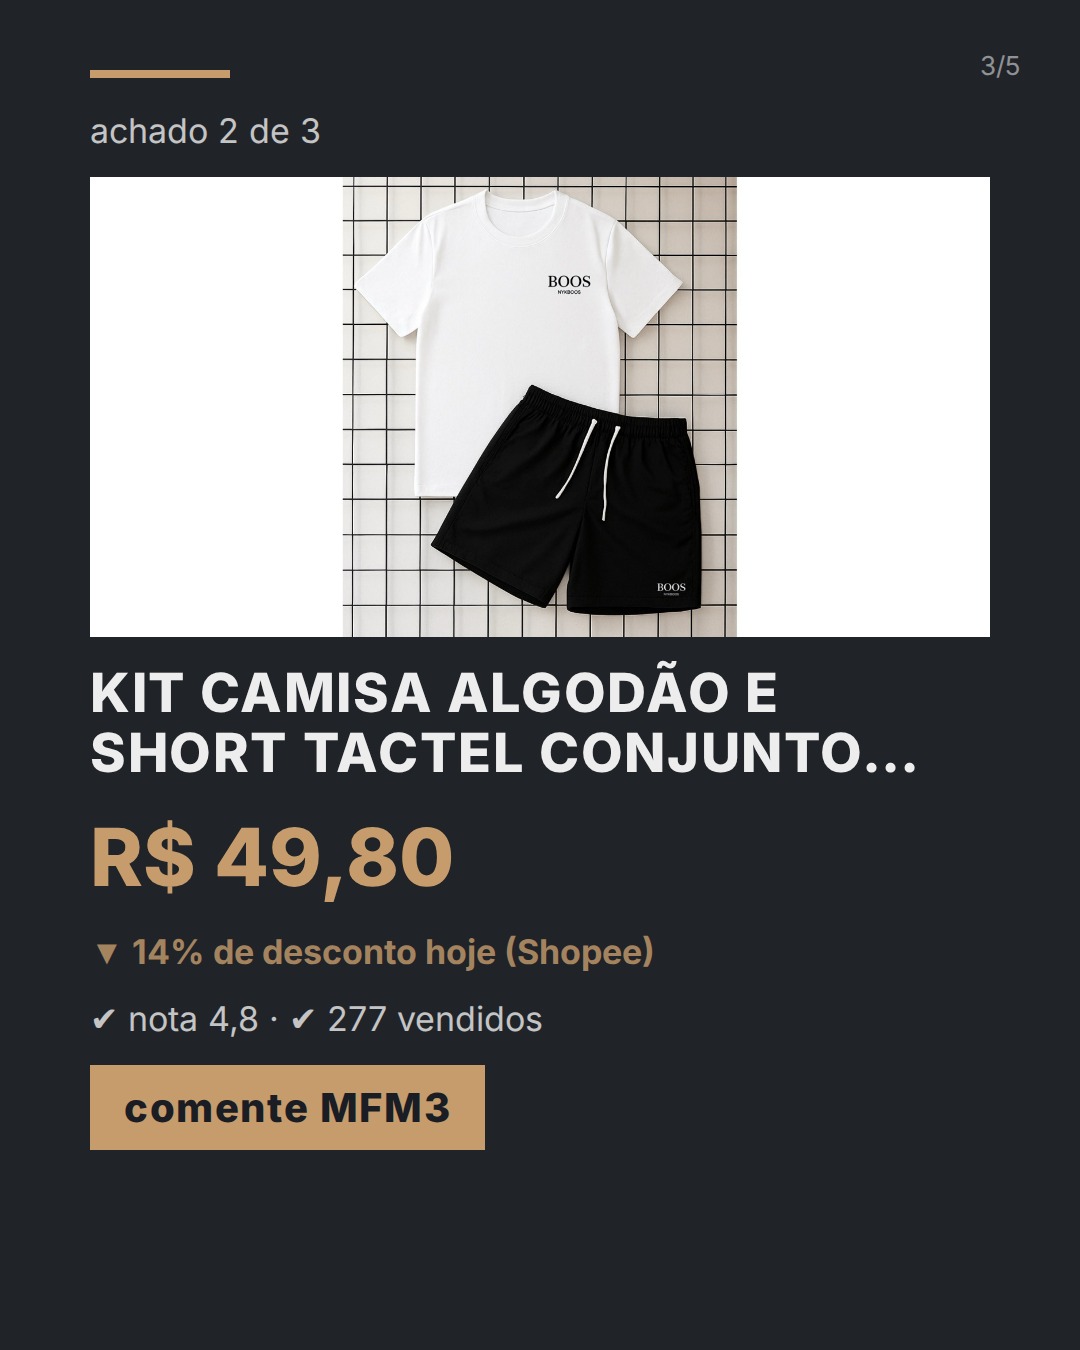 3/5
achado 2 de 3
BOOS
NYKBOOS
BOOS
KIT CAMISA ALGODÃO E
SHORT TACTEL CONJUNTO...
R$ 49,80
▼ 14% de desconto hoje (Shopee)
✔ nota 4,8 · ✔ 277 vendidos
comente MFM3